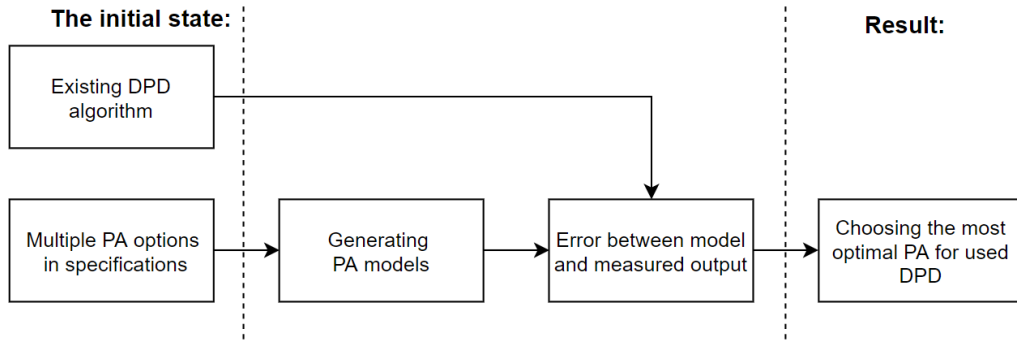 The initial state:
Result:
Existing DPD
algorithm
Multiple PA options
in specifications
Generating
PA models
Error between model
and measured output
Choosing the most
optimal PA for used
DPD